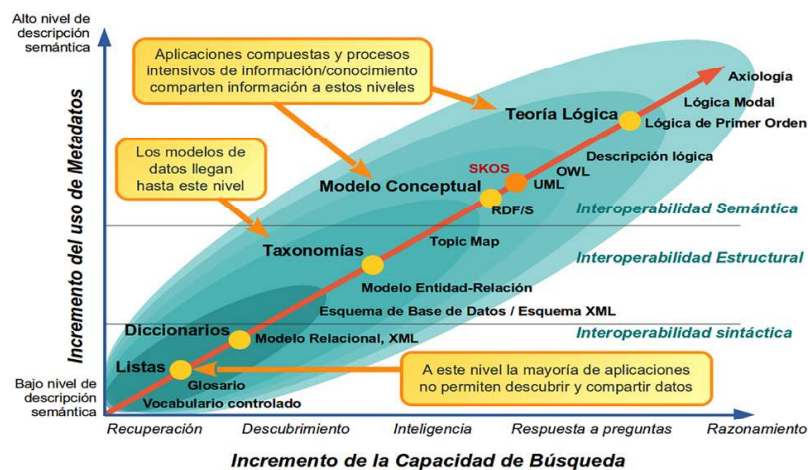 Alto nivel de
descripción
semántica
Aplicaciones compuestas y procesos
intensivos de información/conocimiento
comparten información a estos niveles
Axiología
Lógica Modal
Teoría Lógica
Lógica de Primer Orden
Los modelos de
datos llegan
hasta este nivel
Descripción lógica
SKOS
OWL
Modelo Conceptual
UML
RDF/S
Interoperabilidad Semántica
Incremento del uso de Metadatos
Topic Map
Taxonomías
Interoperabilidad Estructural
Modelo Entidad-Relación
Esquema de Base de Datos / Esquema XML
Diccionarios
Modelo Relacional, XML
Interoperabilidad sintáctica
Listas
A este nivel la mayoría de aplicaciones
no permiten descubrir y compartir datos
Glosario
Bajo nivel de
descripción
semántica
Vocabulario controlado
Recuperación Descubrimiento Inteligencia Respuesta a preguntas Razonamiento
Incremento de la Capacidad de Búsqueda